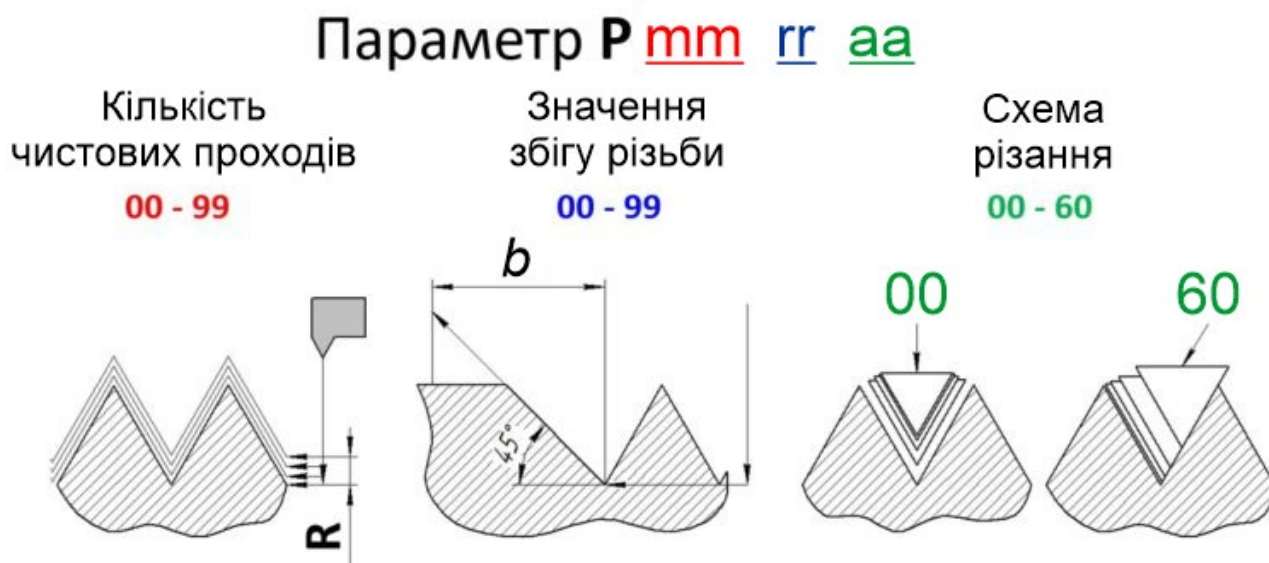 Параметр P mm rr aa
Кількість
чистових проходів
00 - 99
Значення
збігу різьби
00 - 99
Схема
різання
00 - 60
R
b
45°
00
60